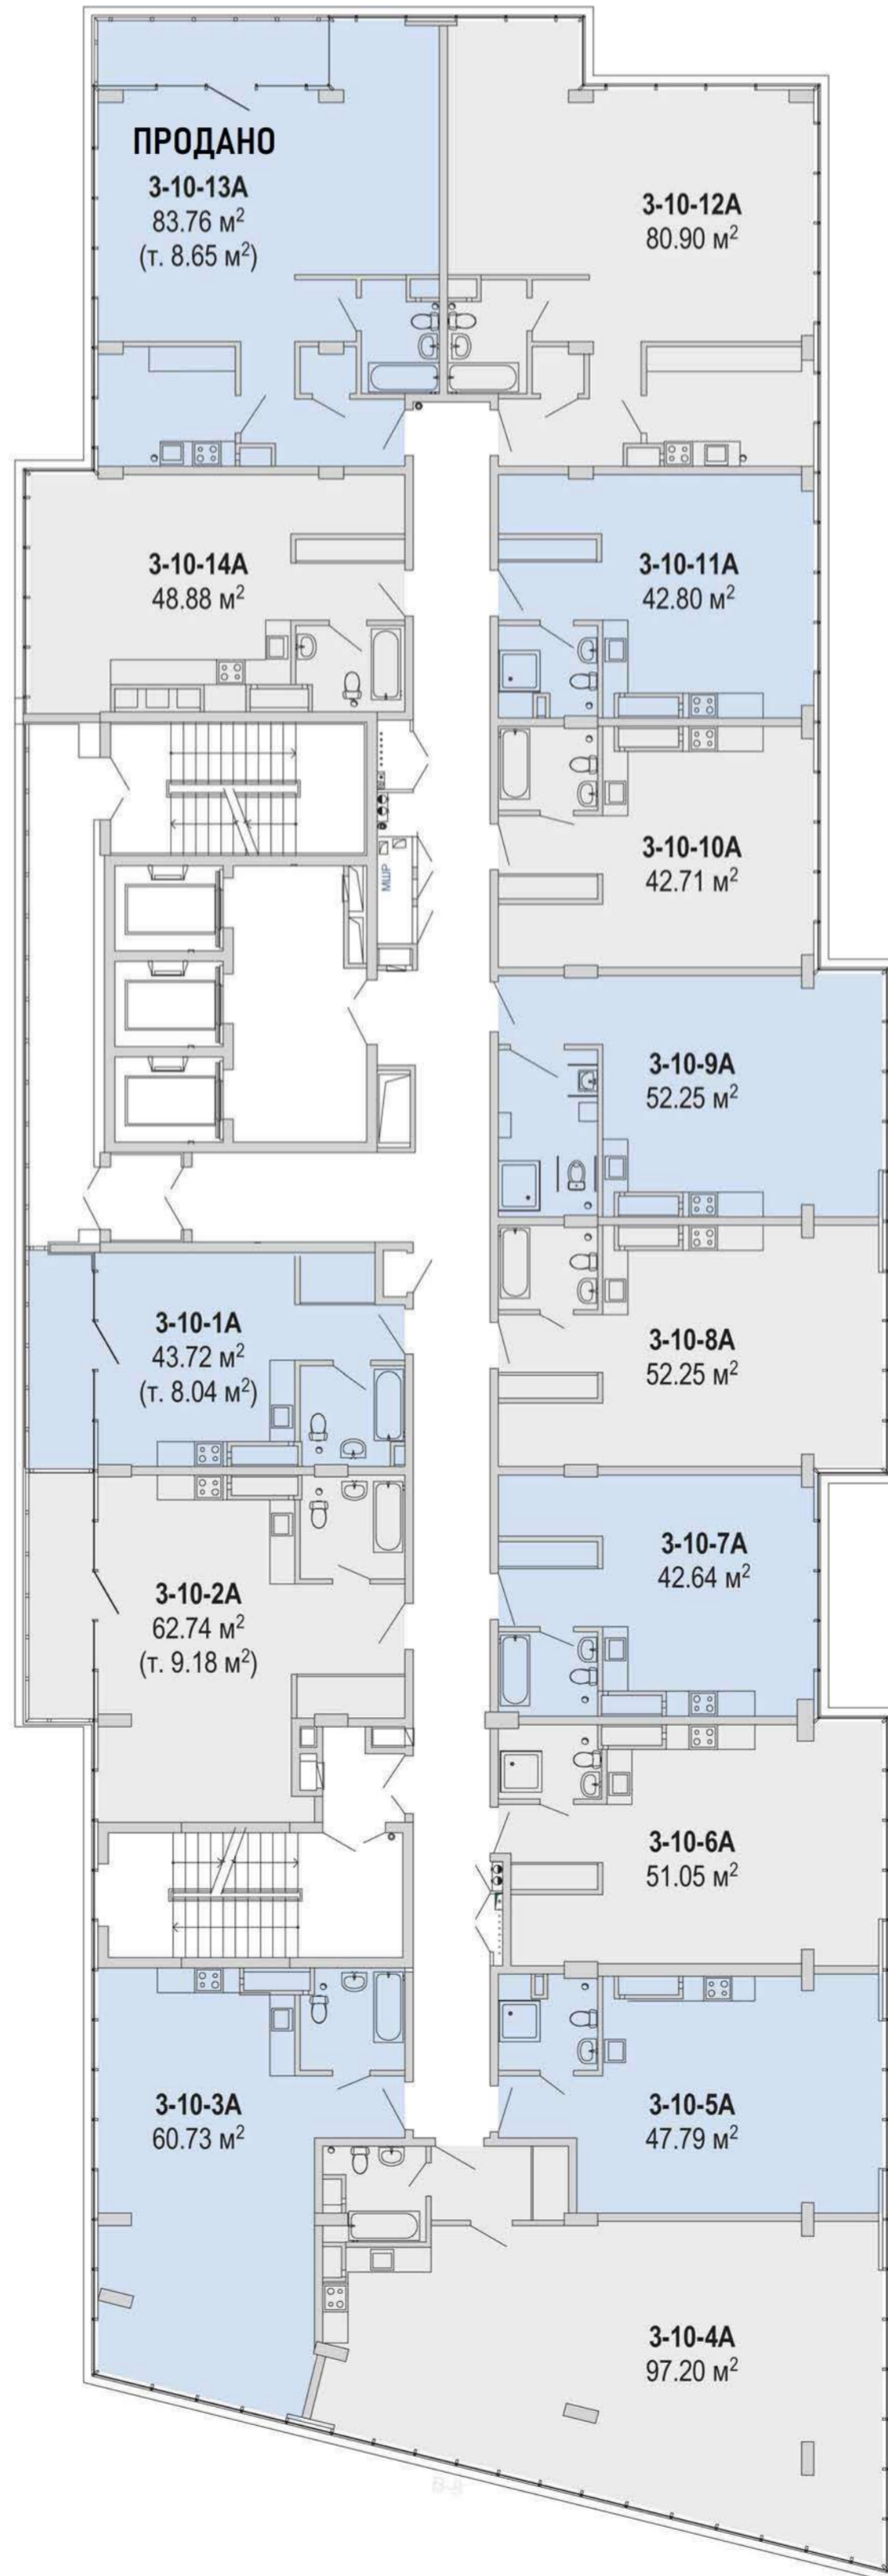 ПРОДАНО
3-10-13А
83.76 м²
(т. 8.65 м²)
3-10-12А
80.90 м²
3-10-14А
48.88 м²
3-10-11А
42.80 м²
МШР
3-10-10А
42.71 м²
3-10-9А
52.25 м²
3-10-1А
43.72 м²
(т. 8.04 м²)
3-10-8А
52.25 м²
3-10-2А
62.74 м²
(т. 9.18 м²)
3-10-7А
42.64 м²
3-10-6А
51.05 м²
3-10-3А
60.73 м²
3-10-5А
47.79 м²
3-10-4А
97.20 м²